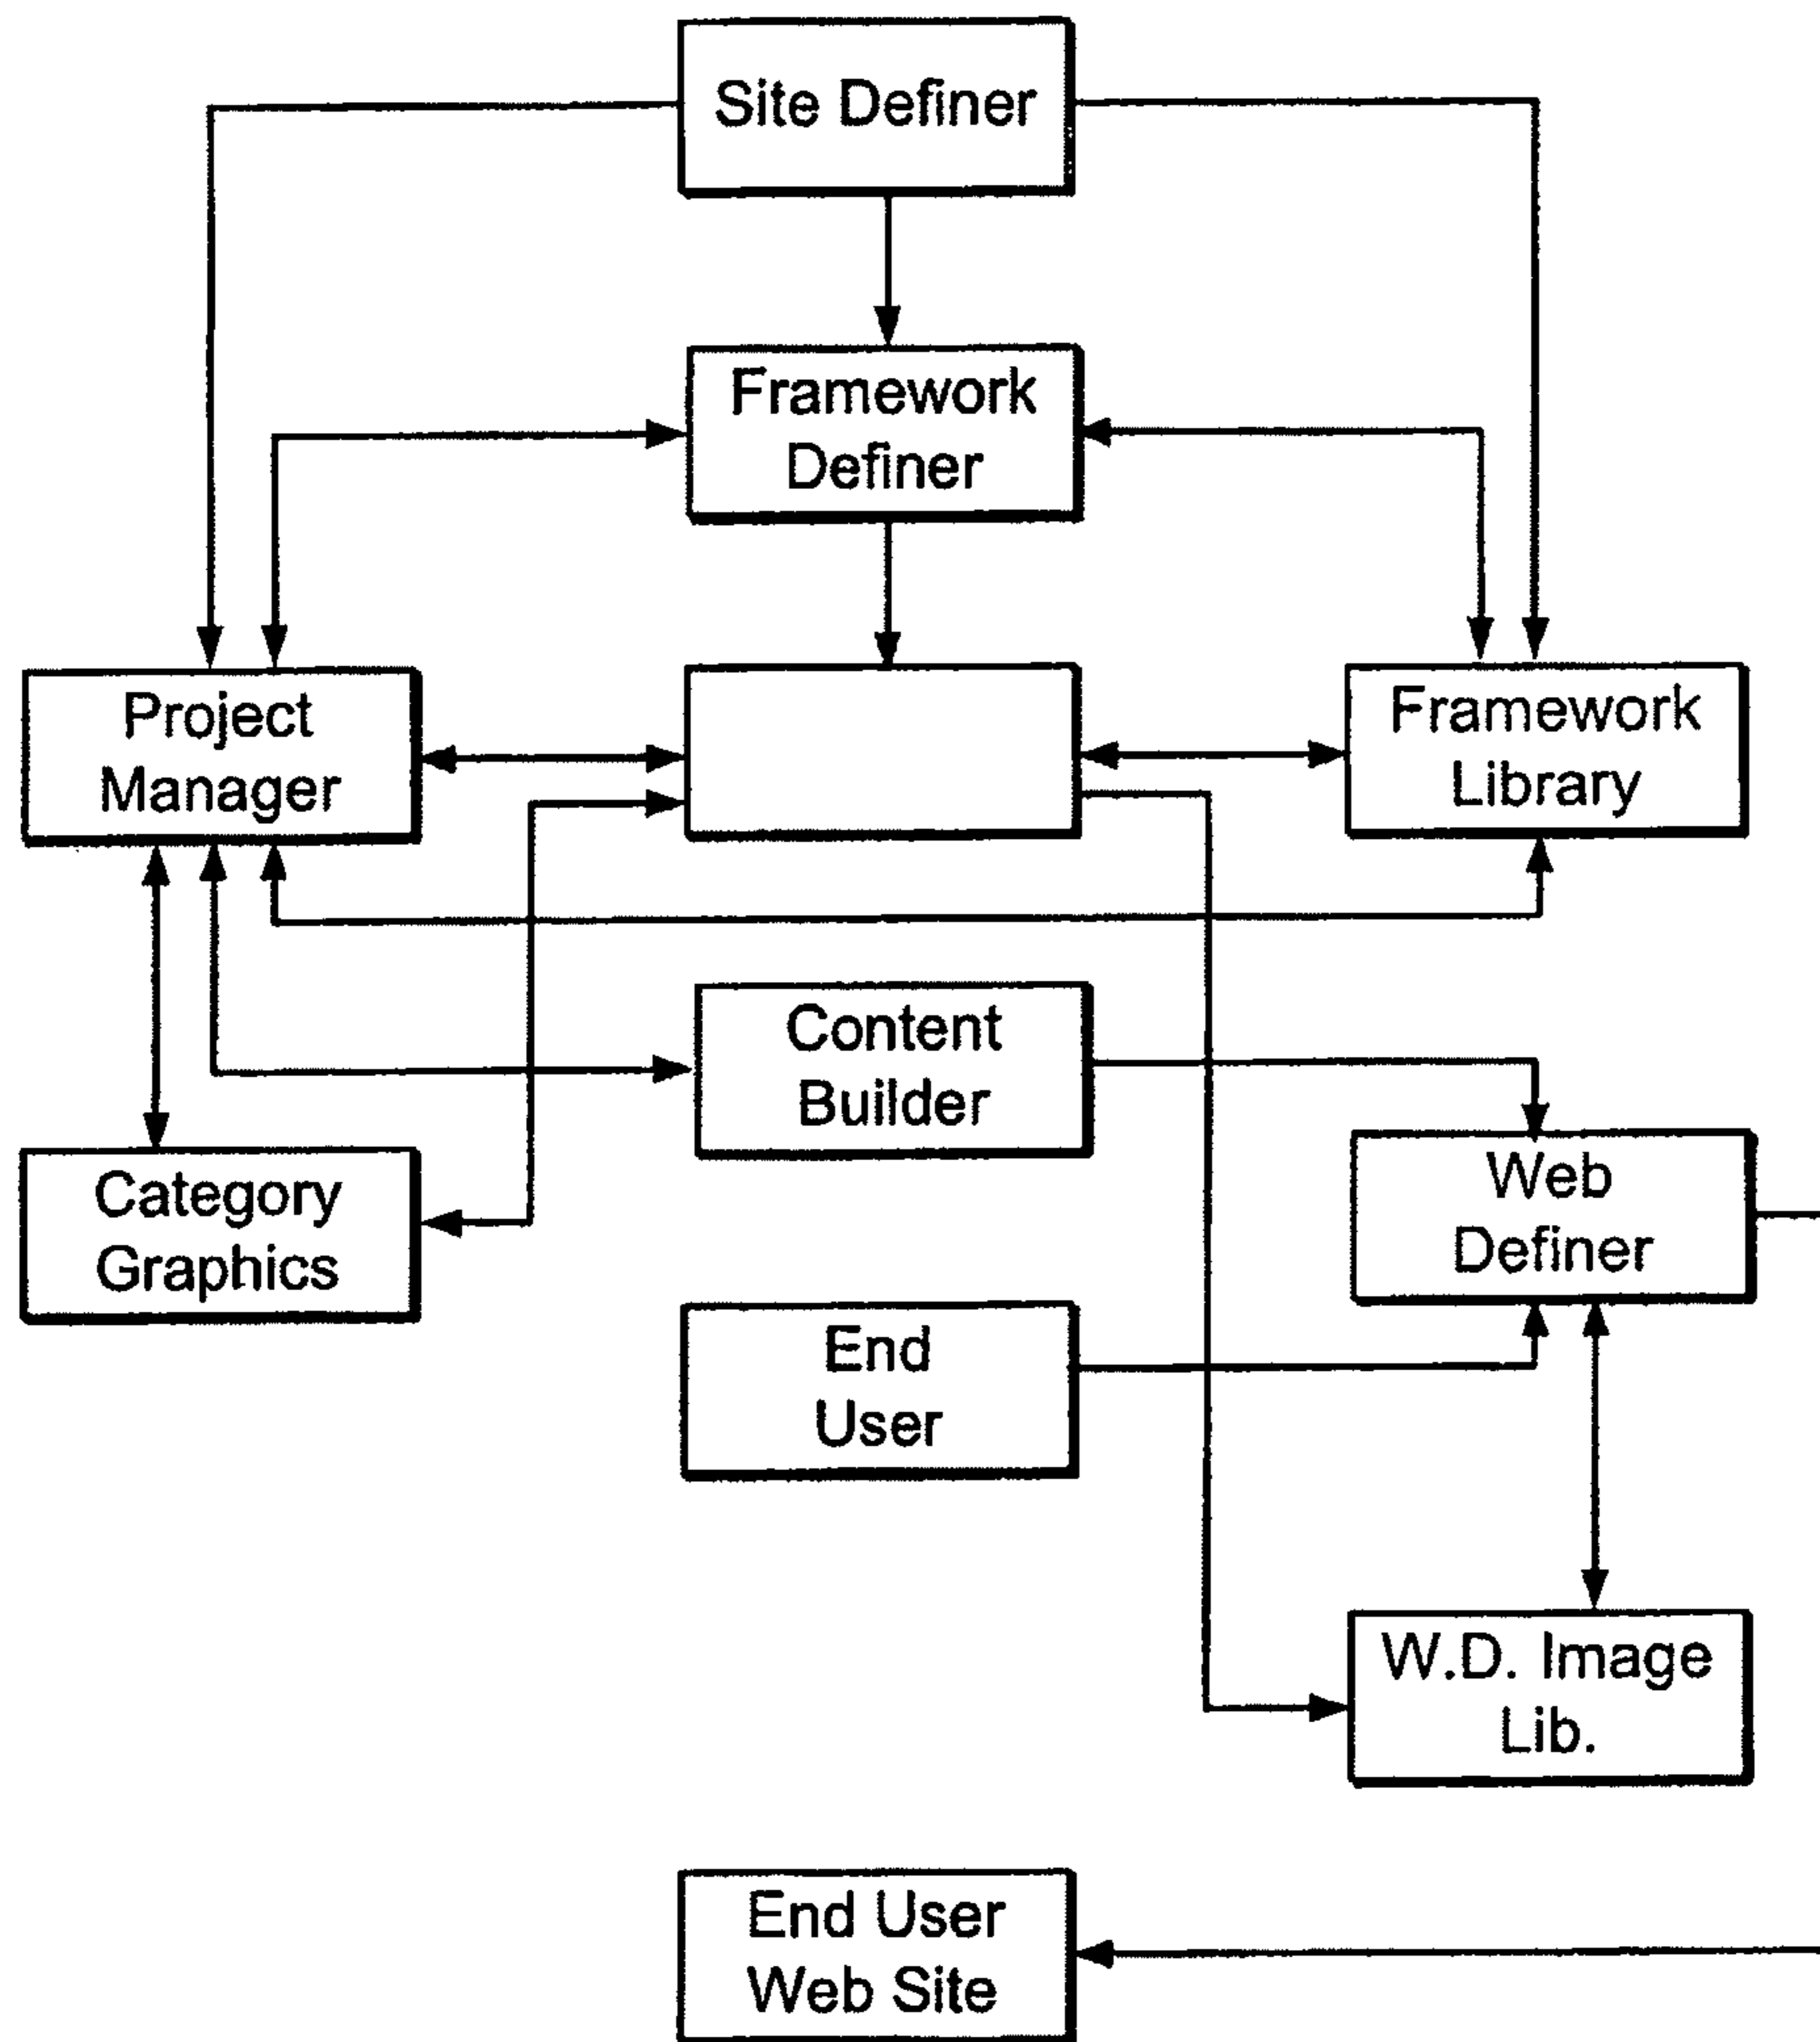 Site Definer
Framework
Definer
Project
Manager
Framework
Library
Content
Builder
Category
Graphics
Web
Definer
End
User
W.D. Image
Lib.
End User
Web Site